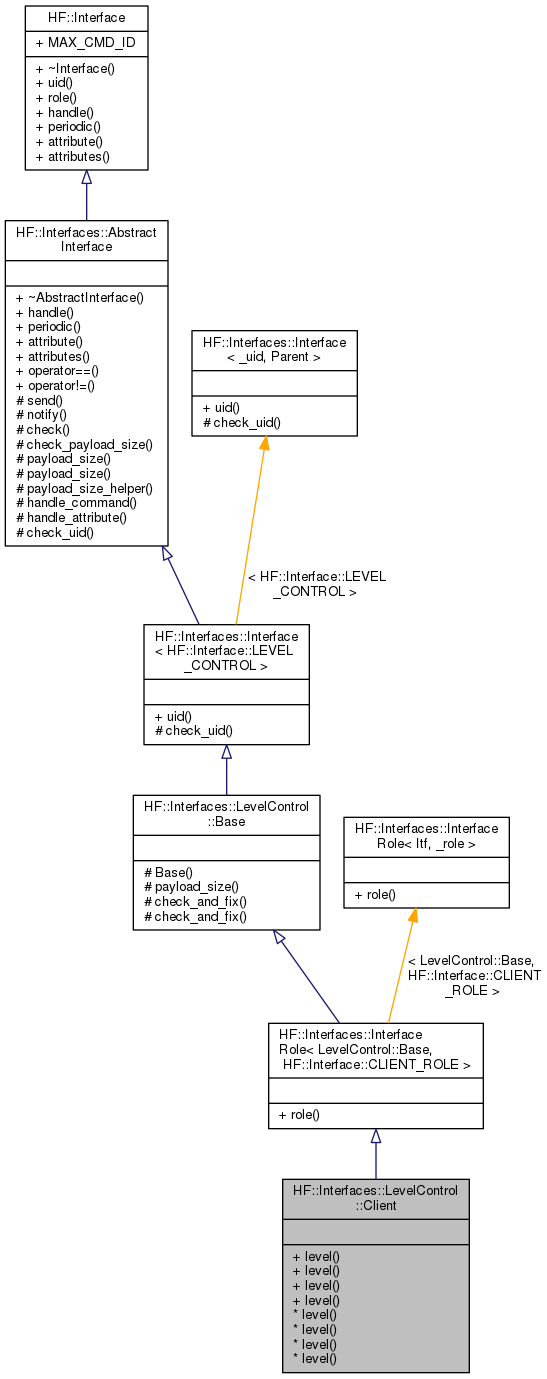 HF::Interface
+ MAX_CMD_ID
+ ~Interface()
+ uid()
+ role()
+ handle()
+ periodic()
+ attribute()
+ attributes()
HF::Interfaces::Abstract
Interface
+ ~AbstractInterface()
+ handle()
+ periodic()
+ attribute()
+ attributes()
+ operator==()
+ operator!=()
# send()
# notify()
# check()
# check_payload_size()
# payload_size()
# payload_size()
# payload_size_helper()
# handle_command()
# handle_attribute()
# check_uid()
HF::Interfaces::Interface
< _uid, Parent >
+ uid()
# check_uid()
< HF::Interface::LEVEL
_CONTROL >
HF::Interfaces::Interface
< HF::Interface::LEVEL
_CONTROL >
+ uid()
# check_uid()
HF::Interfaces::LevelControl
::Base
# Base()
# payload_size()
# check_and_fix()
# check_and_fix()
HF::Interfaces::Interface
Role< Itf, _role >
+ role()
< LevelControl::Base,
HF::Interface::CLIENT
_ROLE >
HF::Interfaces::Interface
Role< LevelControl::Base,
HF::Interface::CLIENT_ROLE >
+ role()
HF::Interfaces::LevelControl
::Client
+ level()
+ level()
+ level()
+ level()
* level()
* level()
* level()
* level()